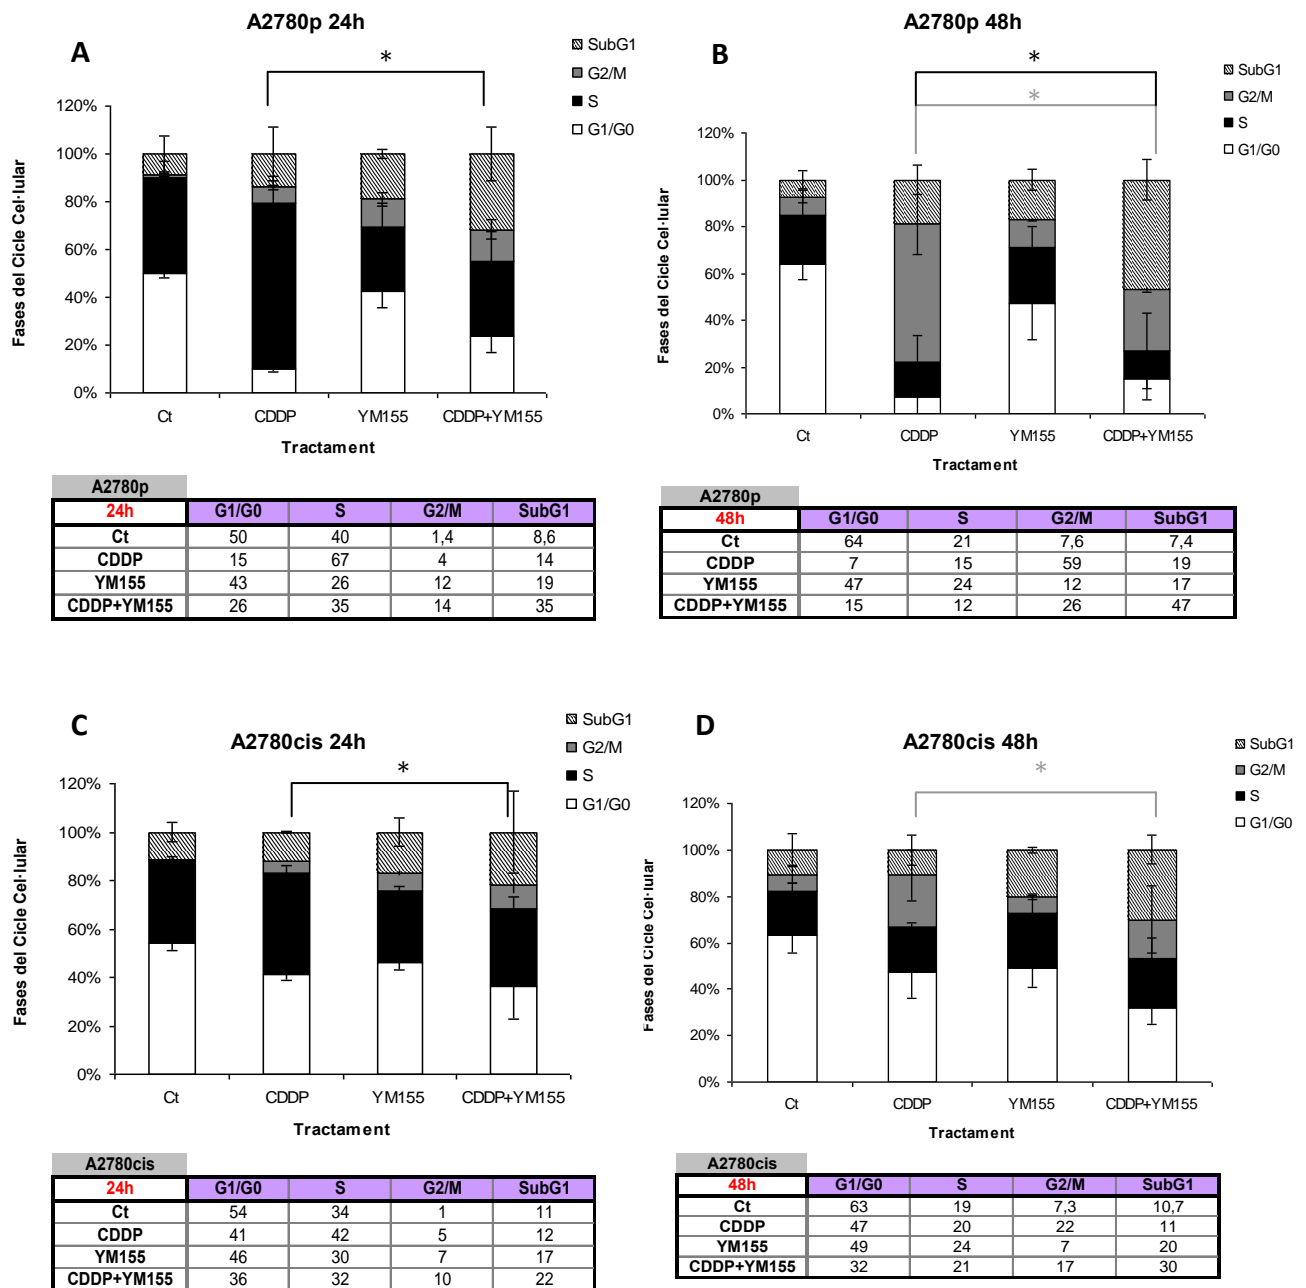 A2780p 24h
A
*
SubG1
G2/M
S
G1/G0
120%
100%
80%
60%
40%
20%
0%
Fases del Cicle Cel·lular
Ct CDDP YM155 CDDP+YM155
Tractament
A2780p
24h G1/G0 S G2/M SubG1
Ct 50 40 1,4 8,6
CDDP 15 67 4 14
YM155 43 26 12 19
CDDP+YM155 26 35 14 35
A2780p 48h
B
*
*
SubG1
G2/M
S
G1/G0
120%
100%
80%
60%
40%
20%
0%
Fases del Cicle Cel·lular
Ct CDDP YM155 CDDP+YM155
Tractament
A2780p
48h G1/G0 S G2/M SubG1
Ct 64 21 7,6 7,4
CDDP 7 15 59 19
YM155 47 24 12 17
CDDP+YM155 15 12 26 47
C
A2780cis 24h
*
SubG1
G2/M
S
G1/G0
120%
100%
80%
60%
40%
20%
0%
Fases del Cicle Cel·lular
Ct CDDP YM155 CDDP+YM155
Tractament
A2780cis
24h G1/G0 S G2/M SubG1
Ct 54 34 1 11
CDDP 41 42 5 12
YM155 46 30 7 17
CDDP+YM155 36 32 10 22
D
A2780cis 48h
*
SubG1
G2/M
S
G1/G0
120%
100%
80%
60%
40%
20%
0%
Fases del Cicle Cel·lular
Ct CDDP YM155 CDDP+YM155
Tractament
A2780cis
48h G1/G0 S G2/M SubG1
Ct 63 19 7,3 10,7
CDDP 47 20 22 11
YM155 49 24 7 20
CDDP+YM155 32 21 17 30